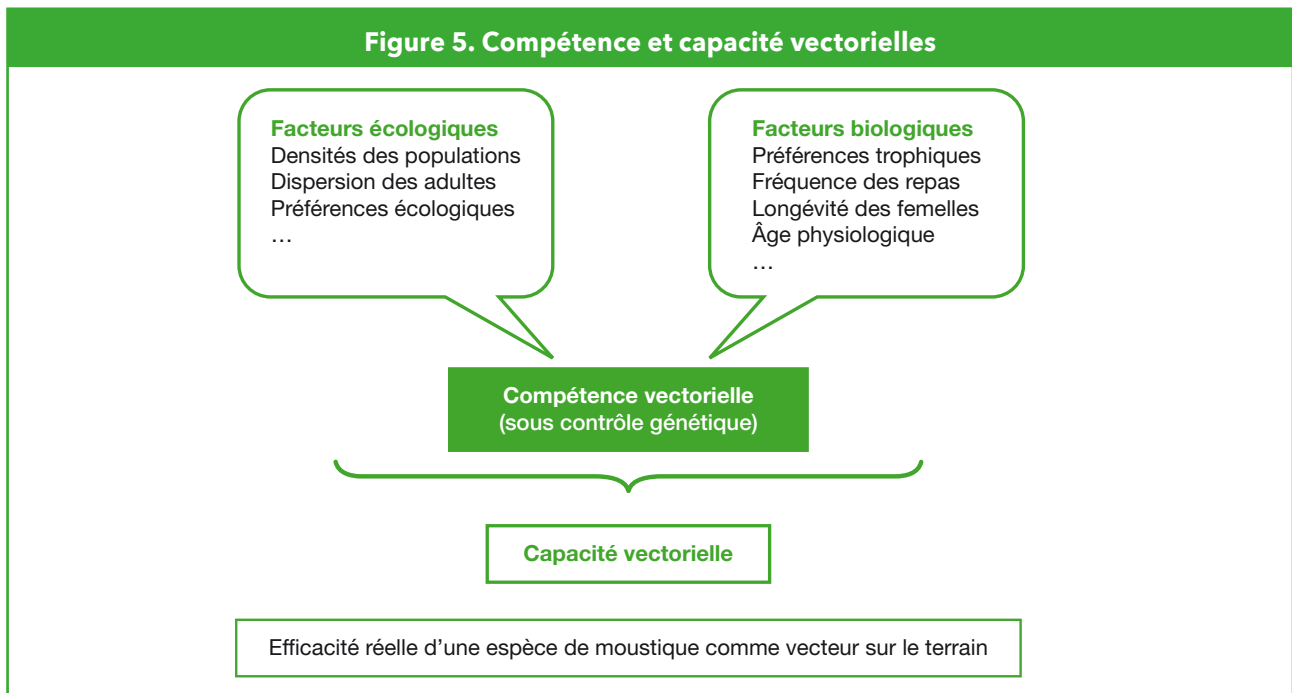 Figure 5. Compétence et capacité vectorielles
Facteurs écologiques
Densités des populations
Dispersion des adultes
Préférences écologiques
…
Facteurs biologiques
Préférences trophiques
Fréquence des repas
Longévité des femelles
Âge physiologique
…
Compétence vectorielle
(sous contrôle génétique)
Capacité vectorielle
Efficacité réelle d’une espèce de moustique comme vecteur sur le terrain